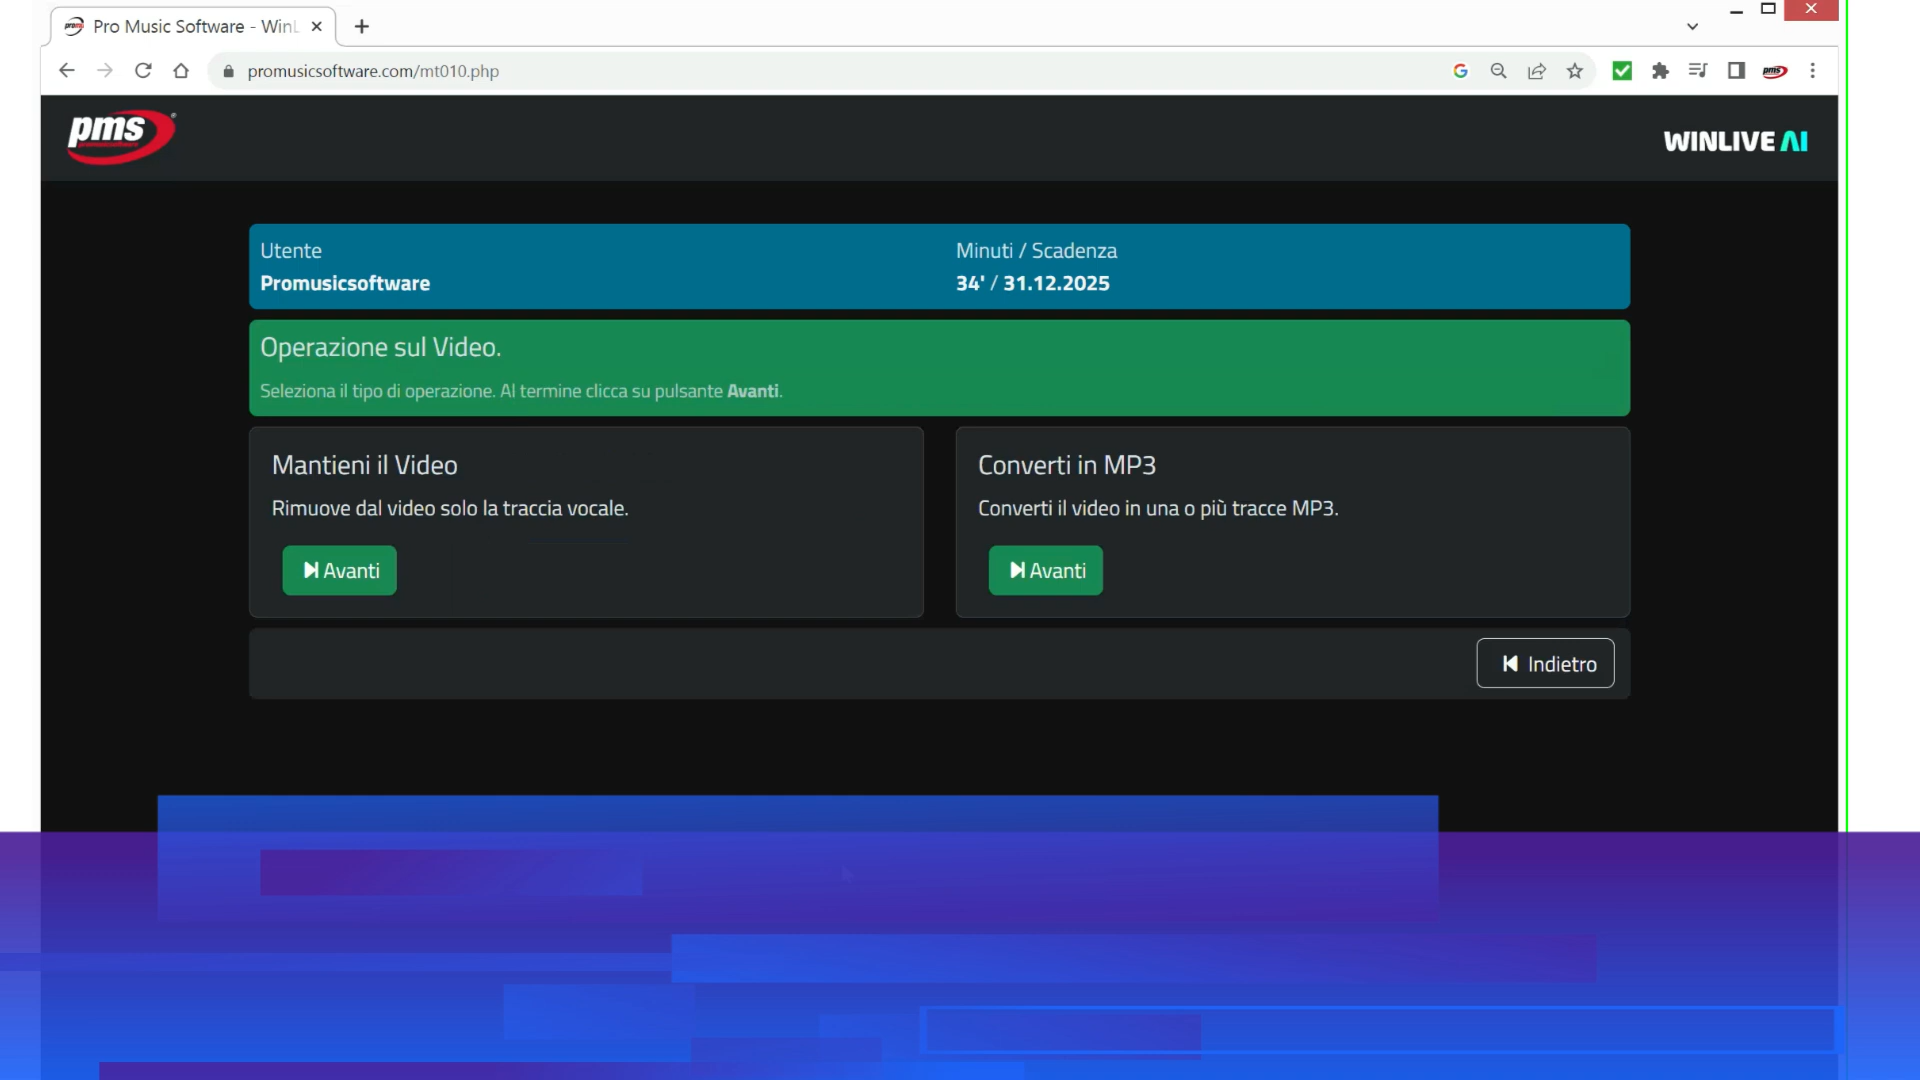 Pro Music Software - WinL
promusicsoftware.com/mt010.php
pms
pms
WINLIVE AI
Utente
Promusicsoftware
Minuti / Scadenza
34' / 31.12.2025
Operazione sul Video.
Seleziona il tipo di operazione. Al termine clicca su pulsante Avanti.
Mantieni il Video
Rimuove dal video solo la traccia vocale.
Avanti
Converti in MP3
Converti il video in una o più tracce MP3.
Avanti
Indietro